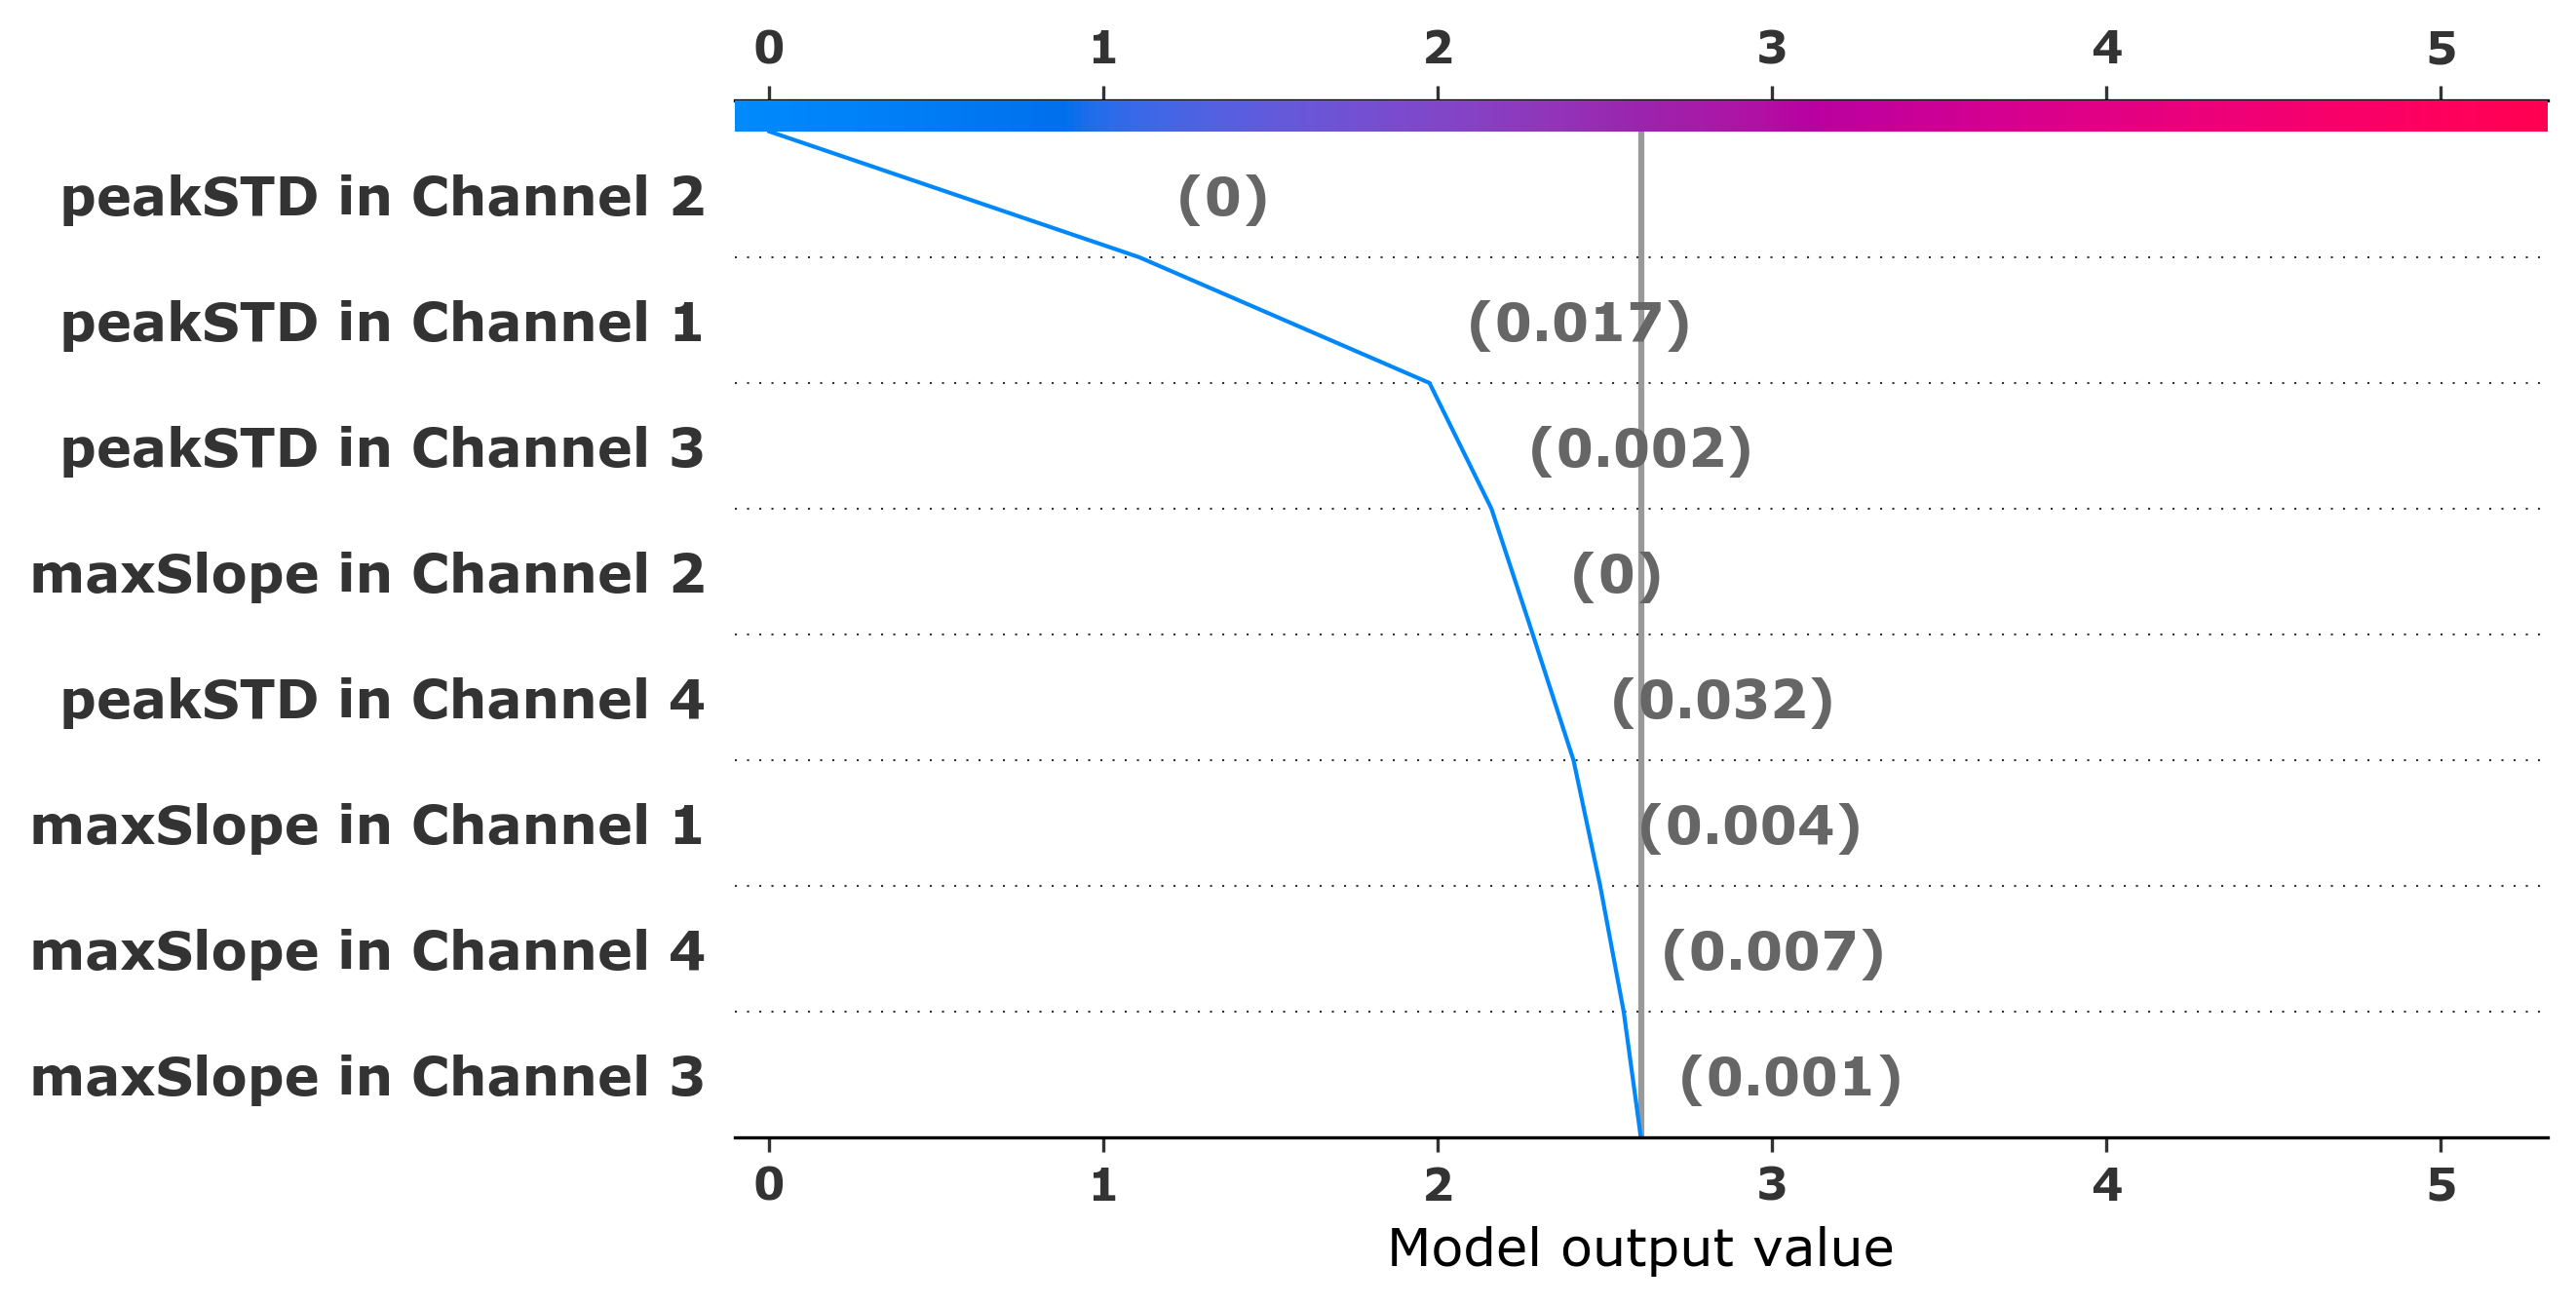 0 1 2 3 4 5
peakSTD in Channel 2 (0)
peakSTD in Channel 1 (0.017)
peakSTD in Channel 3 (0.002)
maxSlope in Channel 2 (0)
peakSTD in Channel 4 (0.032)
maxSlope in Channel 1 (0.004)
maxSlope in Channel 4 (0.007)
maxSlope in Channel 3 (0.001)
0 1 2 3 4 5
Model output value